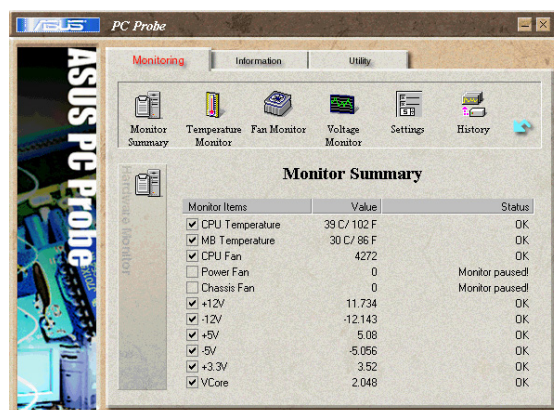 ASUS PC Probe
Monitoring Information Utility
Monitor Summary
Temperature Monitor
Fan Monitor
Voltage Monitor
Settings
History
ASUS PC Probe
Hardware Monitor
Monitor Summary
Monitor Items Value Status
CPU Temperature 39 C/ 102 F OK
MB Temperature 30 C/ 86 F OK
CPU Fan 4272 OK
Power Fan 0 Monitor paused!
Chassis Fan 0 Monitor paused!
+12V 11.734 OK
-12V -12.143 OK
+5V 5.08 OK
-5V -5.056 OK
+3.3V 3.52 OK
VCore 2.048 OK